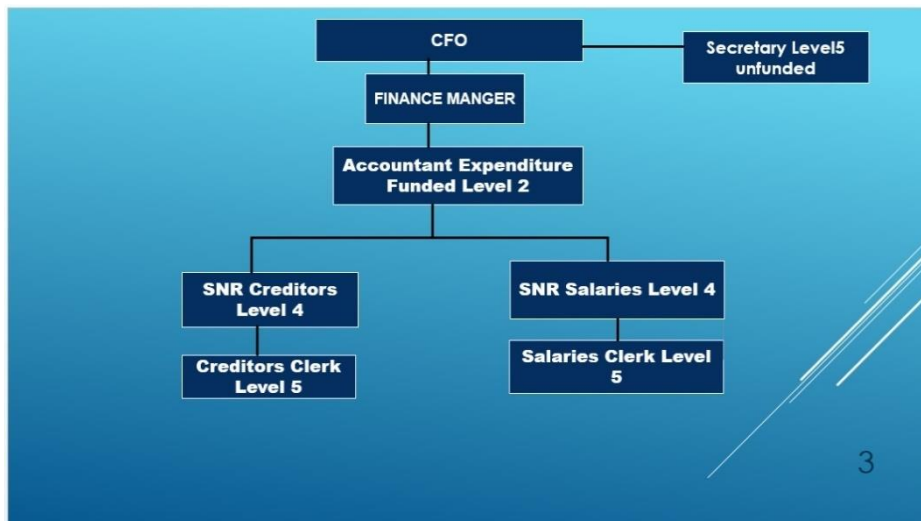 CFO
Secretary Level5
unfunded
FINANCE MANGER
Accountant Expenditure
Funded Level 2
SNR Creditors
Level 4
SNR Salaries Level 4
Creditors Clerk
Level 5
Salaries Clerk Level
5
3